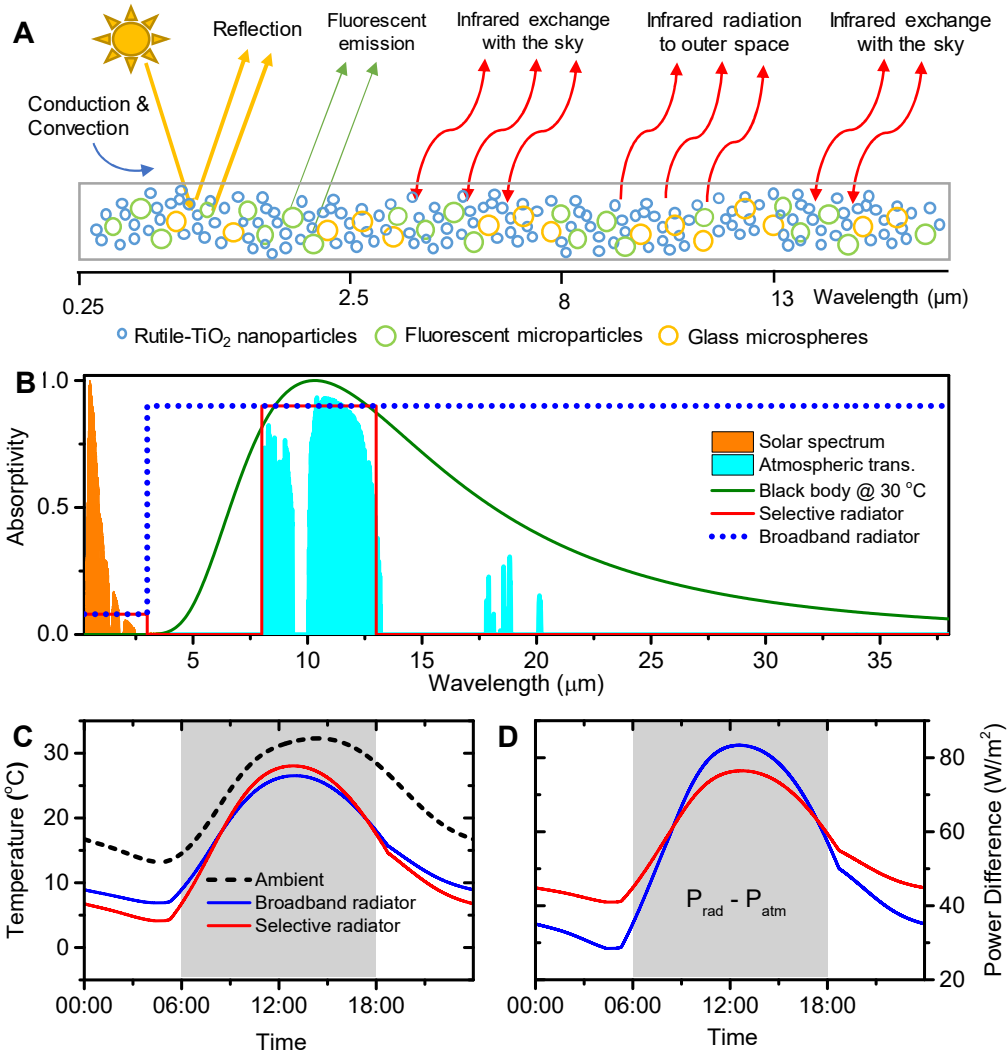 A
Reflection
Fluorescent
emission
Infrared exchange
with the sky
Infrared radiation
to outer space
Infrared exchange
with the sky
Conduction &
Convection
0.25
2.5
8
13
Wavelength (μm)
Rutile-TiO2 nanoparticles
Fluorescent microparticles
Glass microspheres
B
1.0
0.5
0.0
Absorptivity
Solar spectrum
Atmospheric trans.
Black body @ 30 °C
Selective radiator
Broadband radiator
5 10 15 20 25 30 35
Wavelength (μm)
C
30
20
10
0
Temperature (°C)
Ambient
Broadband radiator
Selective radiator
00:00 06:00 12:00 18:00
Time
D
80
60
40
20
Power Difference (W/m²)
Prad - Patm
00:00 06:00 12:00 18:00
Time